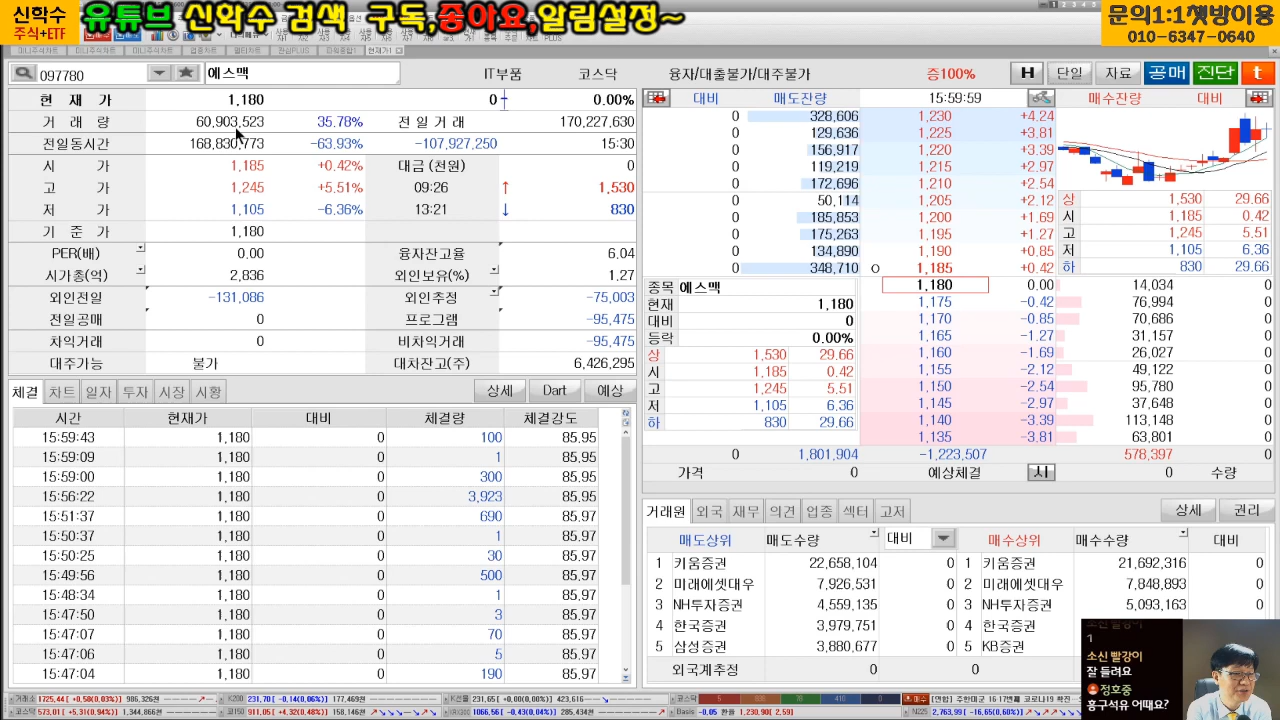 신학수
주식+ETF
유튜브 신학수 검색 구독,좋아요,알림설정~
문의1:1챗방이용
010-6347-0640
097780 에스맥 IT부품 코스닥 융자/대출불가/대주불가 증100% H 단일 자료 공매 진단 t
현재가 1,180 0 0.00%
거래량 60,903,523 35.78% 전일거래 170,227,630
전일동시간 168,830,773 -63.93% -107,927,250 15:30
시가 1,185 +0.42% 대금(천원) 0
고가 1,245 +5.51% 09:26 ↑ 1,530
저가 1,105 -6.36% 13:21 ↓ 830
기준가 1,180
PER(배) 0.00 융자잔고율 6.04
시가총(억) 2,836 외인보유(%) 1.27
외인전일 -131,086 외인추정 -75,003
전일공매 0 프로그램 -95,475
차익거래 0 비차익거래 -95,475
대주가능 불가 대차잔고(주) 6,426,295
체결 차트 일자 투자 시장 시황 상세 Dart 예상
시간 현재가 대비 체결량 체결강도
15:59:43 1,180 0 100 85.95
15:59:09 1,180 0 1 85.95
15:59:00 1,180 0 300 85.95
15:56:22 1,180 0 3,923 85.95
15:51:37 1,180 0 690 85.97
15:50:37 1,180 0 1 85.97
15:50:25 1,180 0 30 85.97
15:49:56 1,180 0 500 85.97
15:48:34 1,180 0 1 85.97
15:47:50 1,180 0 3 85.97
15:47:07 1,180 0 70 85.97
15:47:06 1,180 0 5 85.97
15:47:04 1,180 0 190 85.97
대비 매도잔량 15:59:59 매수잔량 대비
0 328,606 1,230 +4.24
0 129,636 1,225 +3.81
0 156,917 1,220 +3.39
0 119,219 1,215 +2.97
0 172,696 1,210 +2.54
0 50,114 1,205 +2.12
0 185,853 1,200 +1.69
0 175,263 1,195 +1.27
0 134,890 1,190 +0.85
0 348,710 1,185 +0.42
상 1,530 29.66
시 1,185 0.42
고 1,245 5.51
저 1,105 6.36
하 830 29.66
종목 에스맥
현재 1,180
대비 0
등락 0.00%
상 1,530 29.66
시 1,185 0.42
고 1,245 5.51
저 1,105 6.36
하 830 29.66
1,180 0.00 14,034 0
1,175 -0.42 76,994 0
1,170 -0.85 70,686 0
1,165 -1.27 31,157 0
1,160 -1.69 26,027 0
1,155 -2.12 49,122 0
1,150 -2.54 95,780 0
1,145 -2.97 37,648 0
1,140 -3.39 113,148 0
1,135 -3.81 63,801 0
0 1,801,904 -1,223,507 578,397 0
가격 0 예상체결 시 0 수량
거래원 외국 재무 의견 업종 섹터 고저 상세 권리
매도상위 매도수량 대비 매수상위 매수수량 대비
1 키움증권 22,658,104 0 1 키움증권 21,692,316 0
2 미래에셋대우 7,926,531 0 2 미래에셋대우 7,848,893 0
3 NH투자증권 4,559,135 0 3 NH투자증권 5,093,163 0
4 한국증권 3,979,751 0 4 한국증권
5 삼성증권 3,880,677 0 5 KB증권
외국계추정 0 0
1
소신 빨강이
잘 들려요
정호중
흥구석유 어때요?